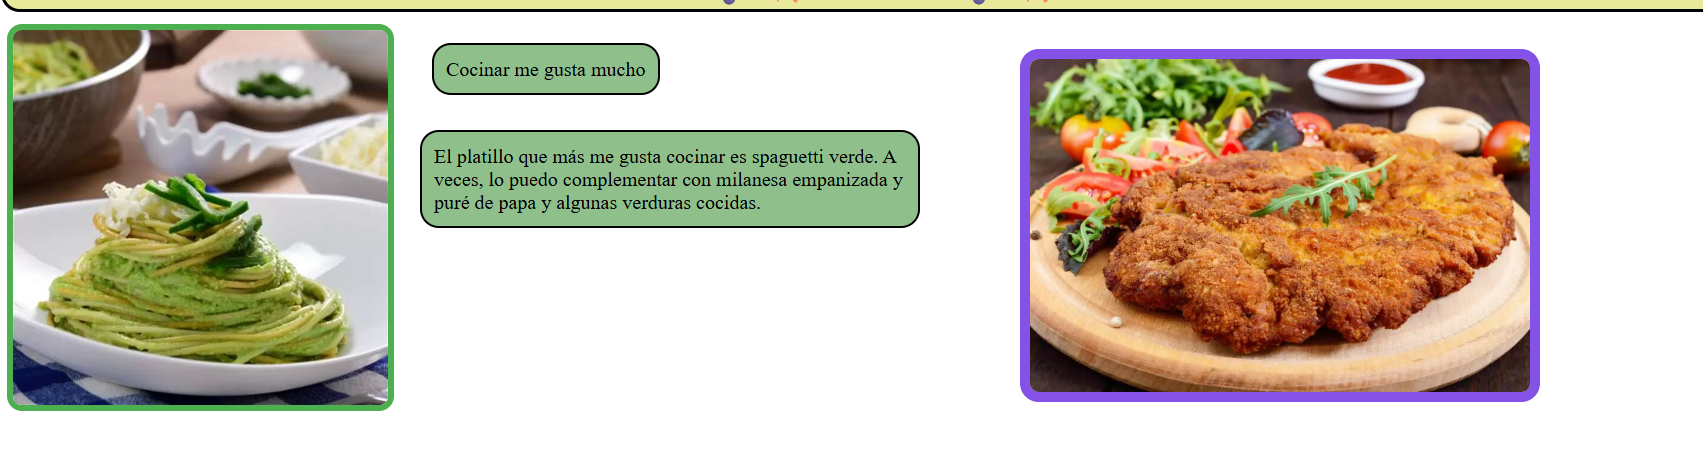 Cocinar me gusta mucho
El platillo que más me gusta cocinar es spaguetti verde. A
veces, lo puedo complementar con milanesa empanizada y
puré de papa y algunas verduras cocidas.